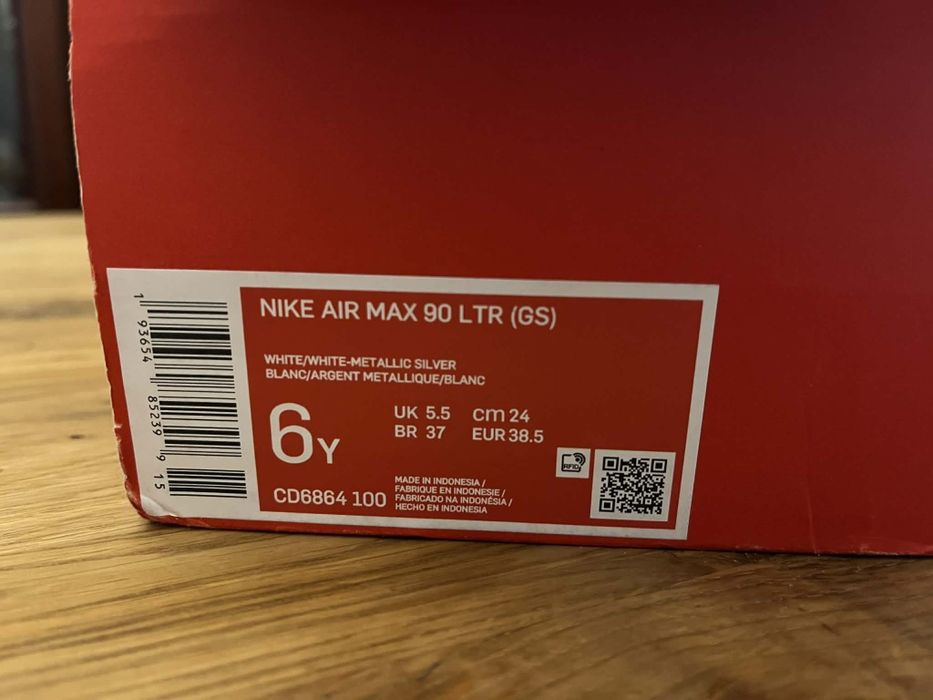 1 93654 85239 9 15
NIKE AIR MAX 90 LTR (GS)
WHITE/WHITE-METALLIC SILVER
BLANC/ARGENT METALLIQUE/BLANC
6Y
UK 5.5 cm 24
BR 37 EUR 38.5
CD6864 100
MADE IN INDONESIA /
FABRIQUE EN INDONESIE /
FABRICADO NA INDONÉSIA /
HECHO EN INDONESIA
RFID